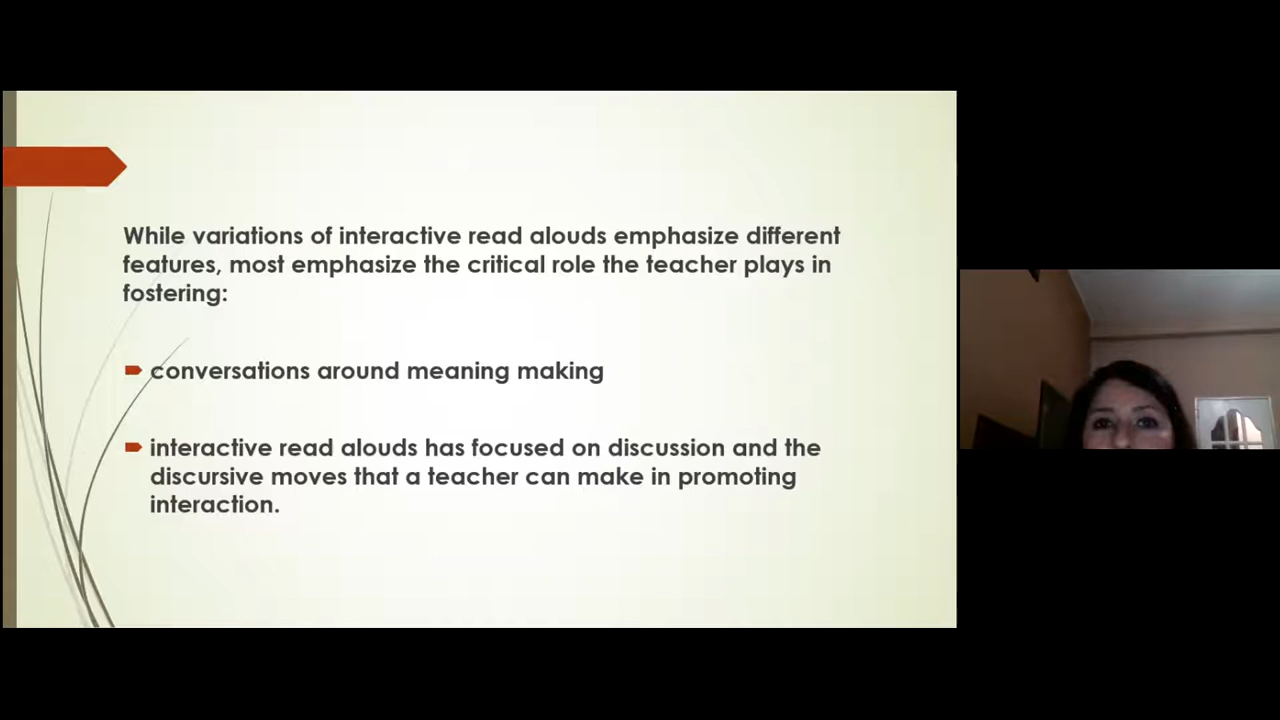 While variations of interactive read alouds emphasize different
features, most emphasize the critical role the teacher plays in
fostering:
conversations around meaning making
interactive read alouds has focused on discussion and the
discursive moves that a teacher can make in promoting
interaction.